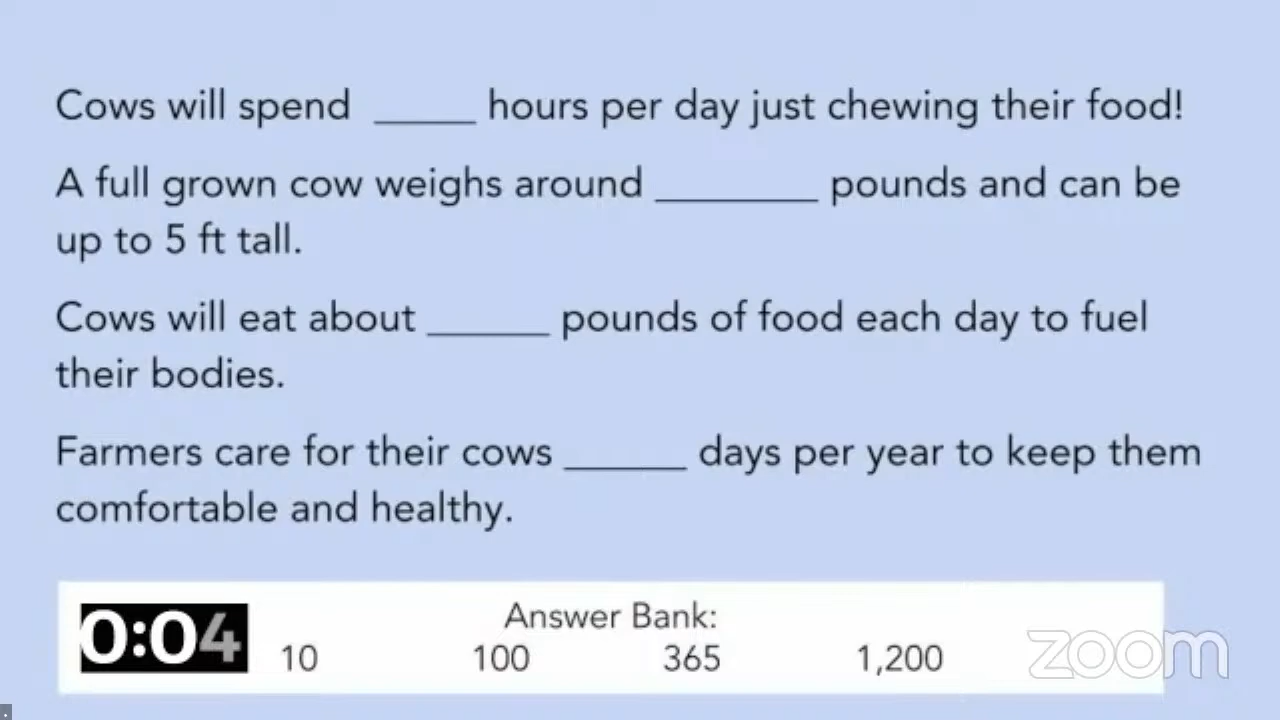 Cows will spend _____ hours per day just chewing their food!
A full grown cow weighs around ________ pounds and can be
up to 5 ft tall.
Cows will eat about ______ pounds of food each day to fuel
their bodies.
Farmers care for their cows ______ days per year to keep them
comfortable and healthy.
Answer Bank:
0:04
10 100 365 1,200
zoom